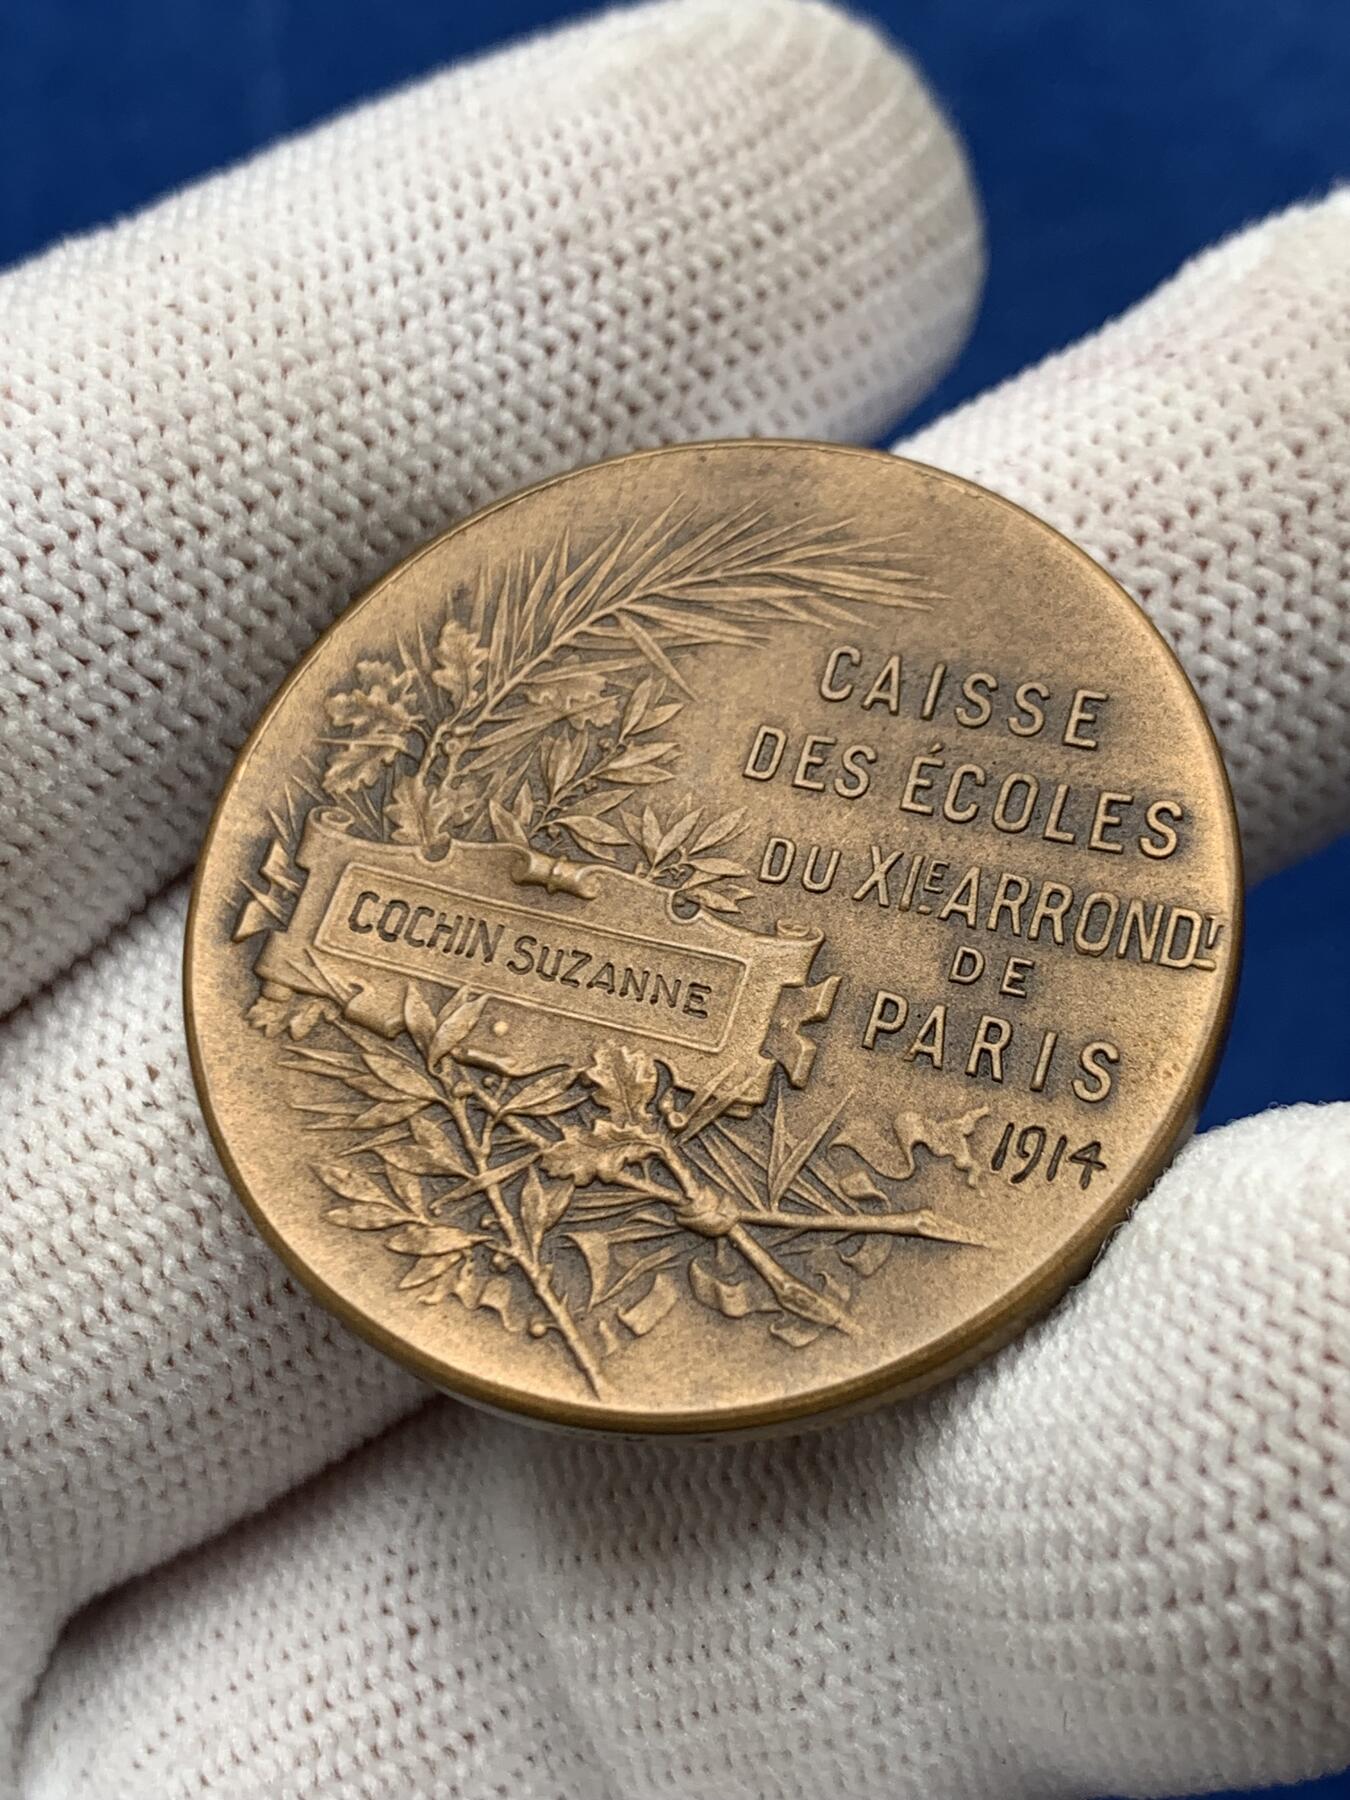 CAISSE
DES ÉCOLES
DU XIE ARRONDT
DE
PARIS
1914
COCHIN SUZANNE